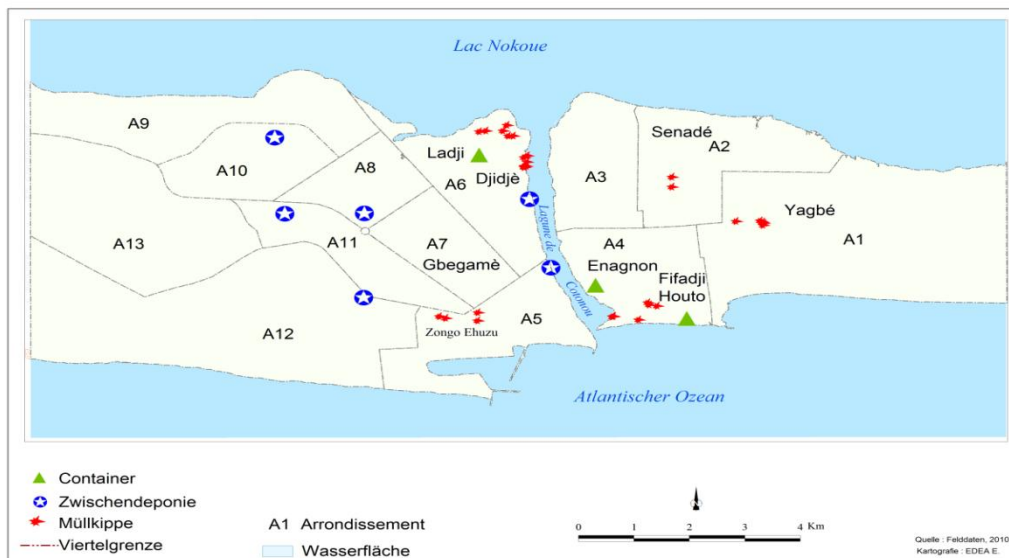 Lac Nokoue
A9
A10
A8
Ladji
A6
Djidjè
Senadé
A2
A3
Yagbé
A1
A13
A11
A7
Gbegamè
Lagune de Cotonou
A4
Enagnon
Fifadji
Houto
A12
Zongo Ehuzu
A5
Atlantischer Ozean
Container
Zwischendeponie
Müllkippe
Viertelgrenze
A1 Arrondissement
Wasserfläche
N
0 1 2 3 4 Km
Quelle : Felddaten, 2010
Kartografie : EDEA E.